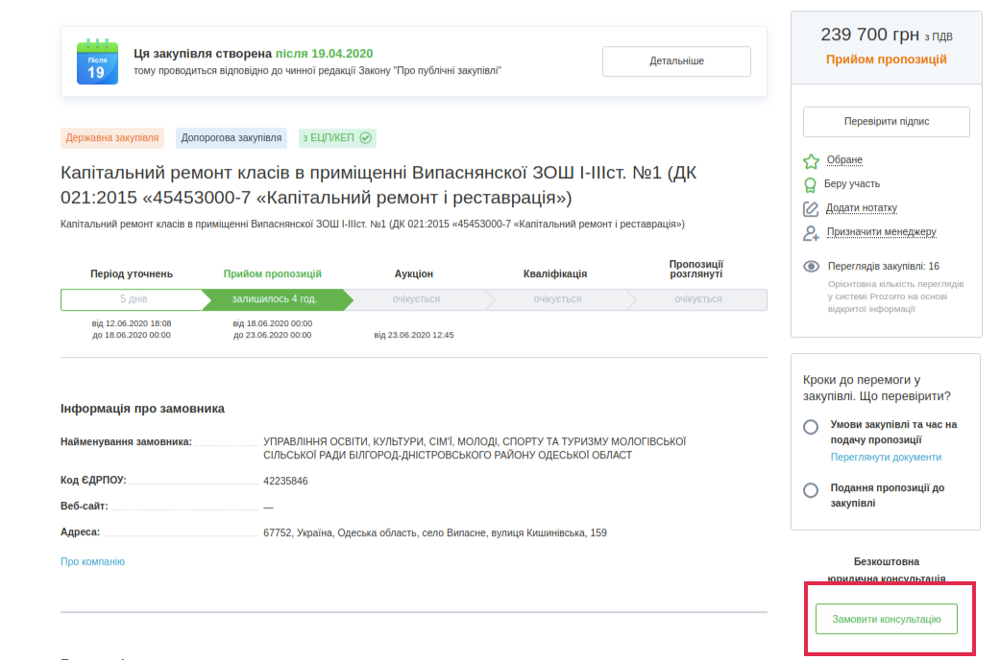 Після
19
Ця закупівля створена після 19.04.2020
тому проводиться відповідно до чинної редакції Закону "Про публічні закупівлі"
Детальніше
Державна закупівля
Допорогова закупівля
з ЕЦП/КЕП
Капітальний ремонт класів в приміщенні Випаснянскої ЗОШ І-ІІІст. №1 (ДК
021:2015 «45453000-7 «Капітальний ремонт і реставрація»)
Капітальний ремонт класів в приміщенні Випаснянскої ЗОШ І-ІІІст. №1 (ДК 021:2015 «45453000-7 «Капітальний ремонт і реставрація»)
Період уточнень
Прийом пропозицій
Аукціон
Кваліфікація
Пропозиції
розглянуті
5 днів
залишилось 4 год.
очікується
очікується
очікується
від 12.06.2020 18:08
до 18.06.2020 00:00
від 18.06.2020 00:00
до 23.06.2020 00:00
від 23.06.2020 12:45
Інформація про замовника
Найменування замовника: УПРАВЛІННЯ ОСВІТИ, КУЛЬТУРИ, СІМ'Ї, МОЛОДІ, СПОРТУ ТА ТУРИЗМУ МОЛОГІВСЬКОЇ
СІЛЬСЬКОЇ РАДИ БІЛГОРОД-ДНІСТРОВСЬКОГО РАЙОНУ ОДЕСЬКОЇ ОБЛАСТ
Код ЄДРПОУ: 42235846
Веб-сайт: —
Адреса: 67752, Україна, Одеська область, село Випасне, вулиця Кишинівська, 159
Про компанію
239 700 грн з ПДВ
Прийом пропозицій
Перевірити підпис
Обране
Беру участь
Додати нотатку
Призначити менеджеру
Переглядів закупівлі: 16
Орієнтовна кількість переглядів
у системі Prozorro на основі
відкритої інформації
Кроки до перемоги у
закупівлі. Що перевірити?
Умови закупівлі та час на
подачу пропозиції
Переглянути документи
Подання пропозиції до
закупівлі
Безкоштовна
юридична консультація
Замовити консультацію